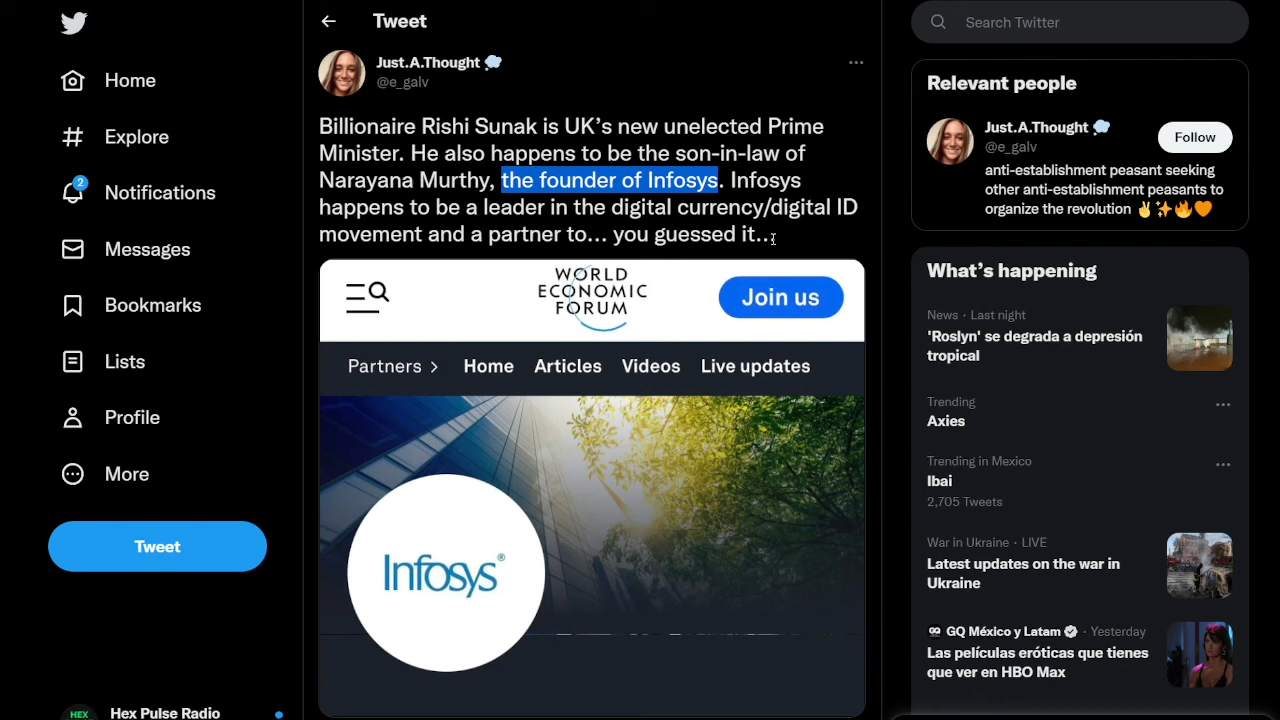 Home
Explore
2
Notifications
Messages
Bookmarks
Lists
Profile
More
Tweet
HEX
Hex Pulse Radio
Tweet
Just.A.Thought 💭
@e_galv
Billionaire Rishi Sunak is UK’s new unelected Prime
Minister. He also happens to be the son-in-law of
Narayana Murthy, the founder of Infosys. Infosys
happens to be a leader in the digital currency/digital ID
movement and a partner to... you guessed it...
WORLD
ECONOMIC
FORUM
Join us
Partners > Home Articles Videos Live updates
Infosys®
Search Twitter
Relevant people
Just.A.Thought 💭
@e_galv
Follow
anti-establishment peasant seeking
other anti-establishment peasants to
organize the revolution ✌️✨🔥🧡
What’s happening
News · Last night
'Roslyn' se degrada a depresión
tropical
Trending
Axies
Trending in Mexico
Ibai
2,705 Tweets
War in Ukraine · LIVE
Latest updates on the war in
Ukraine
GQ México y Latam · Yesterday
Las películas eróticas que tienes
que ver en HBO Max